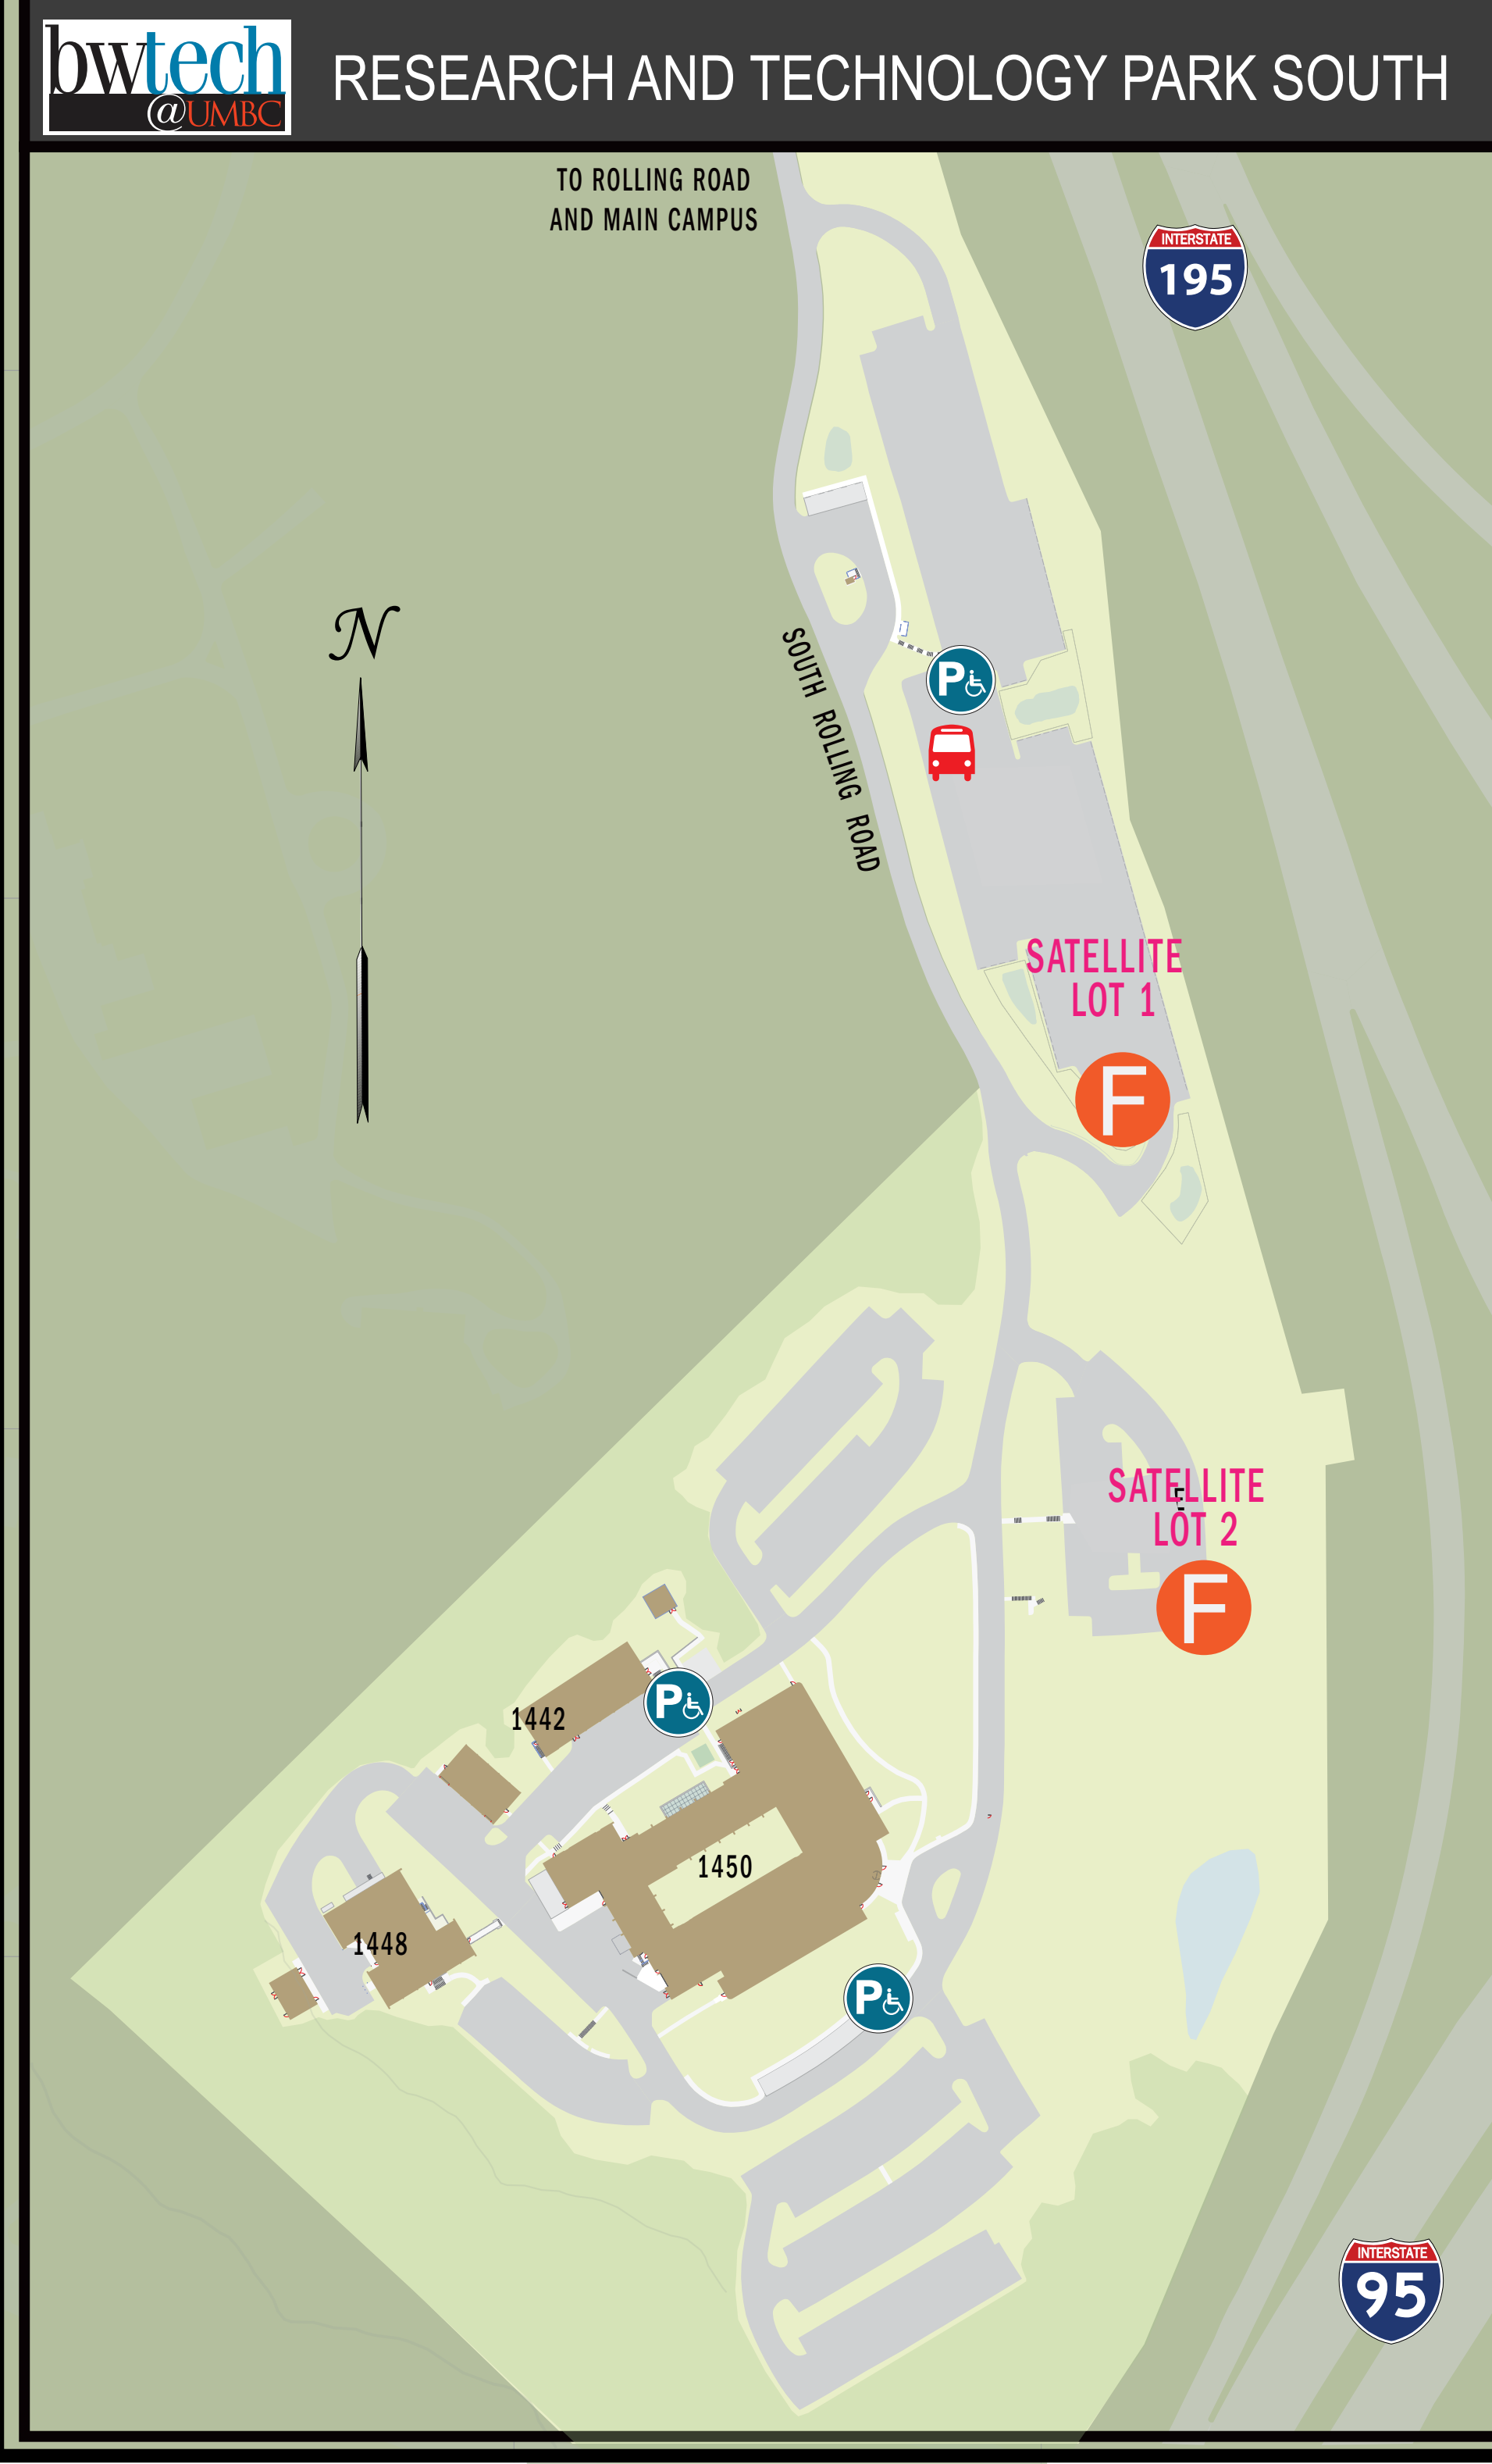 bwtech
@UMBC
RESEARCH AND TECHNOLOGY PARK SOUTH
TO ROLLING ROAD
AND MAIN CAMPUS
INTERSTATE
195
N
P
SOUTH ROLLING ROAD
SATELLITE
LOT 1
F
SATELLITE
LOT 2
F
P
1442
1450
1448
P
INTERSTATE
95